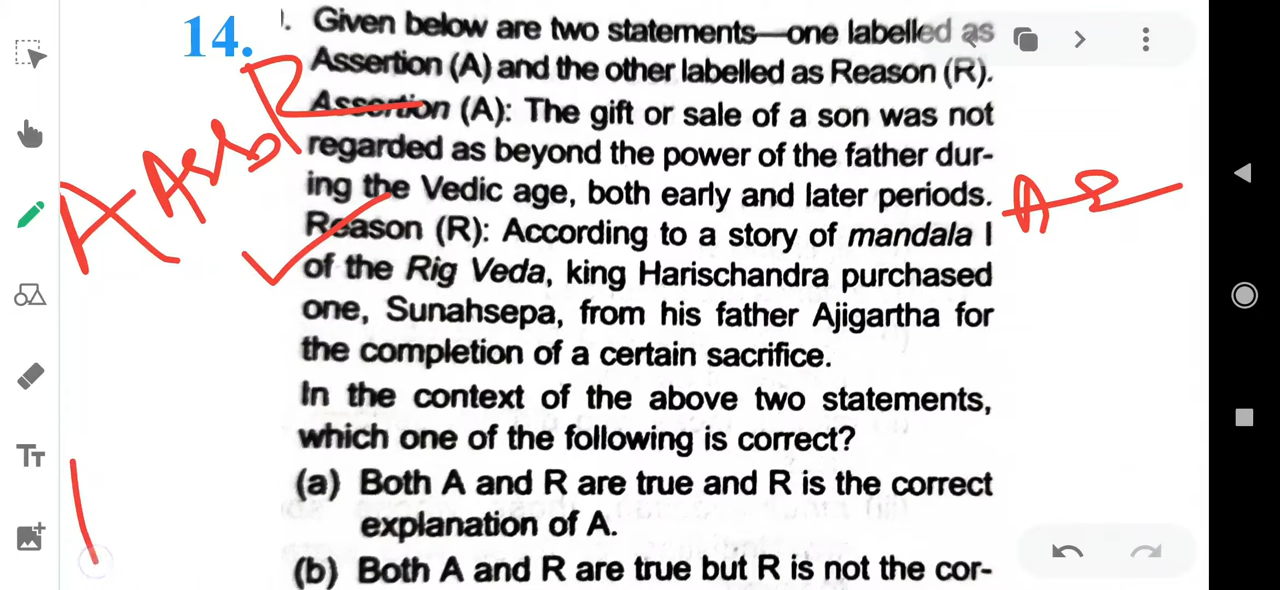 14. . Given below are two statements—one labelled as
Assertion (A) and the other labelled as Reason (R).
Assertion (A): The gift or sale of a son was not
regarded as beyond the power of the father dur-
ing the Vedic age, both early and later periods.
Reason (R): According to a story of mandala I
of the Rig Veda, king Harischandra purchased
one, Sunahsepa, from his father Ajigartha for
the completion of a certain sacrifice.
In the context of the above two statements,
which one of the following is correct?
(a) Both A and R are true and R is the correct
explanation of A.
(b) Both A and R are true but R is not the cor-
A Ass R
TT